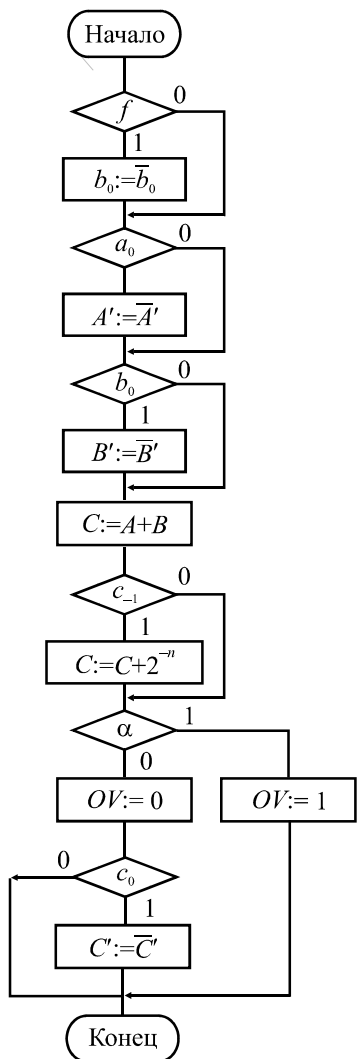 Начало
0
f
1
b₀:=b̅₀
0
a₀
A′:=A̅′
0
b₀
1
B′:=B̅′
C:=A+B
0
c₋₁
1
C:=C+2⁻ⁿ
α
1
0
OV:= 0
OV:= 1
0
c₀
1
C′:=C̅′
Конец